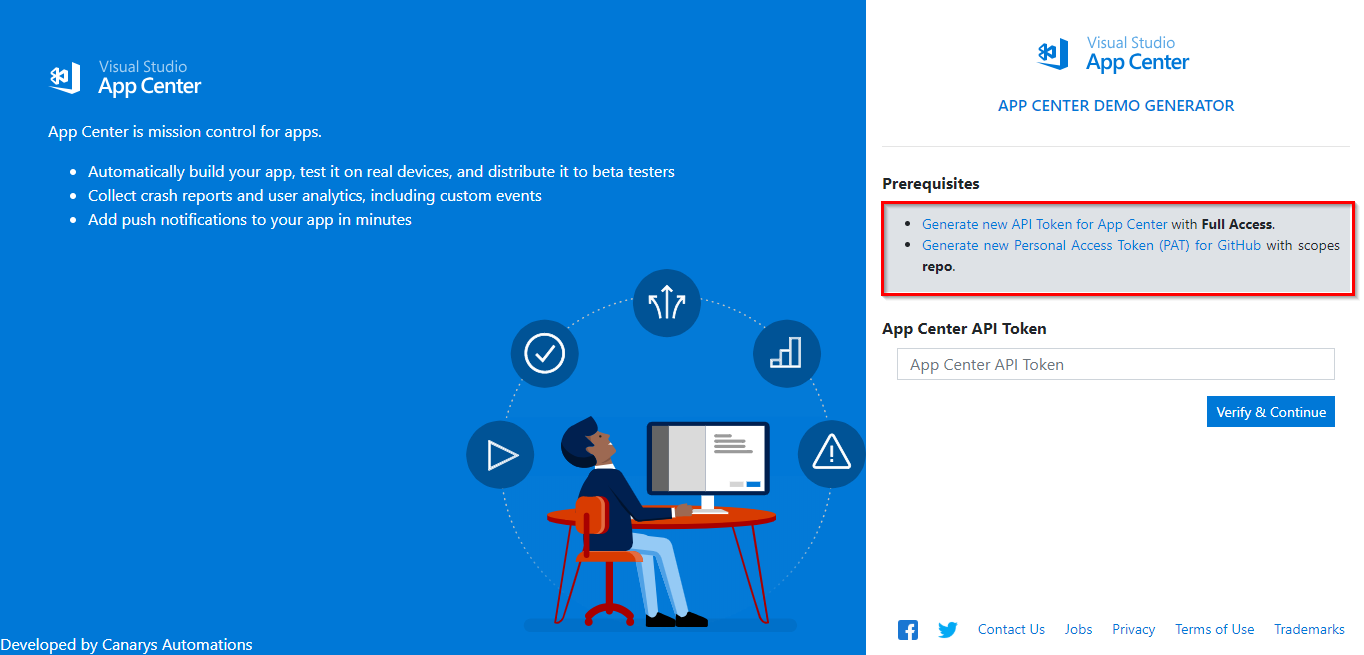 Visual Studio
App Center
App Center is mission control for apps.
Automatically build your app, test it on real devices, and distribute it to beta testers
Collect crash reports and user analytics, including custom events
Add push notifications to your app in minutes
Developed by Canarys Automations
Visual Studio
App Center
APP CENTER DEMO GENERATOR
Prerequisites
Generate new API Token for App Center with Full Access.
Generate new Personal Access Token (PAT) for GitHub with scopes
repo.
App Center API Token
App Center API Token
Verify & Continue
Contact Us Jobs Privacy Terms of Use Trademarks